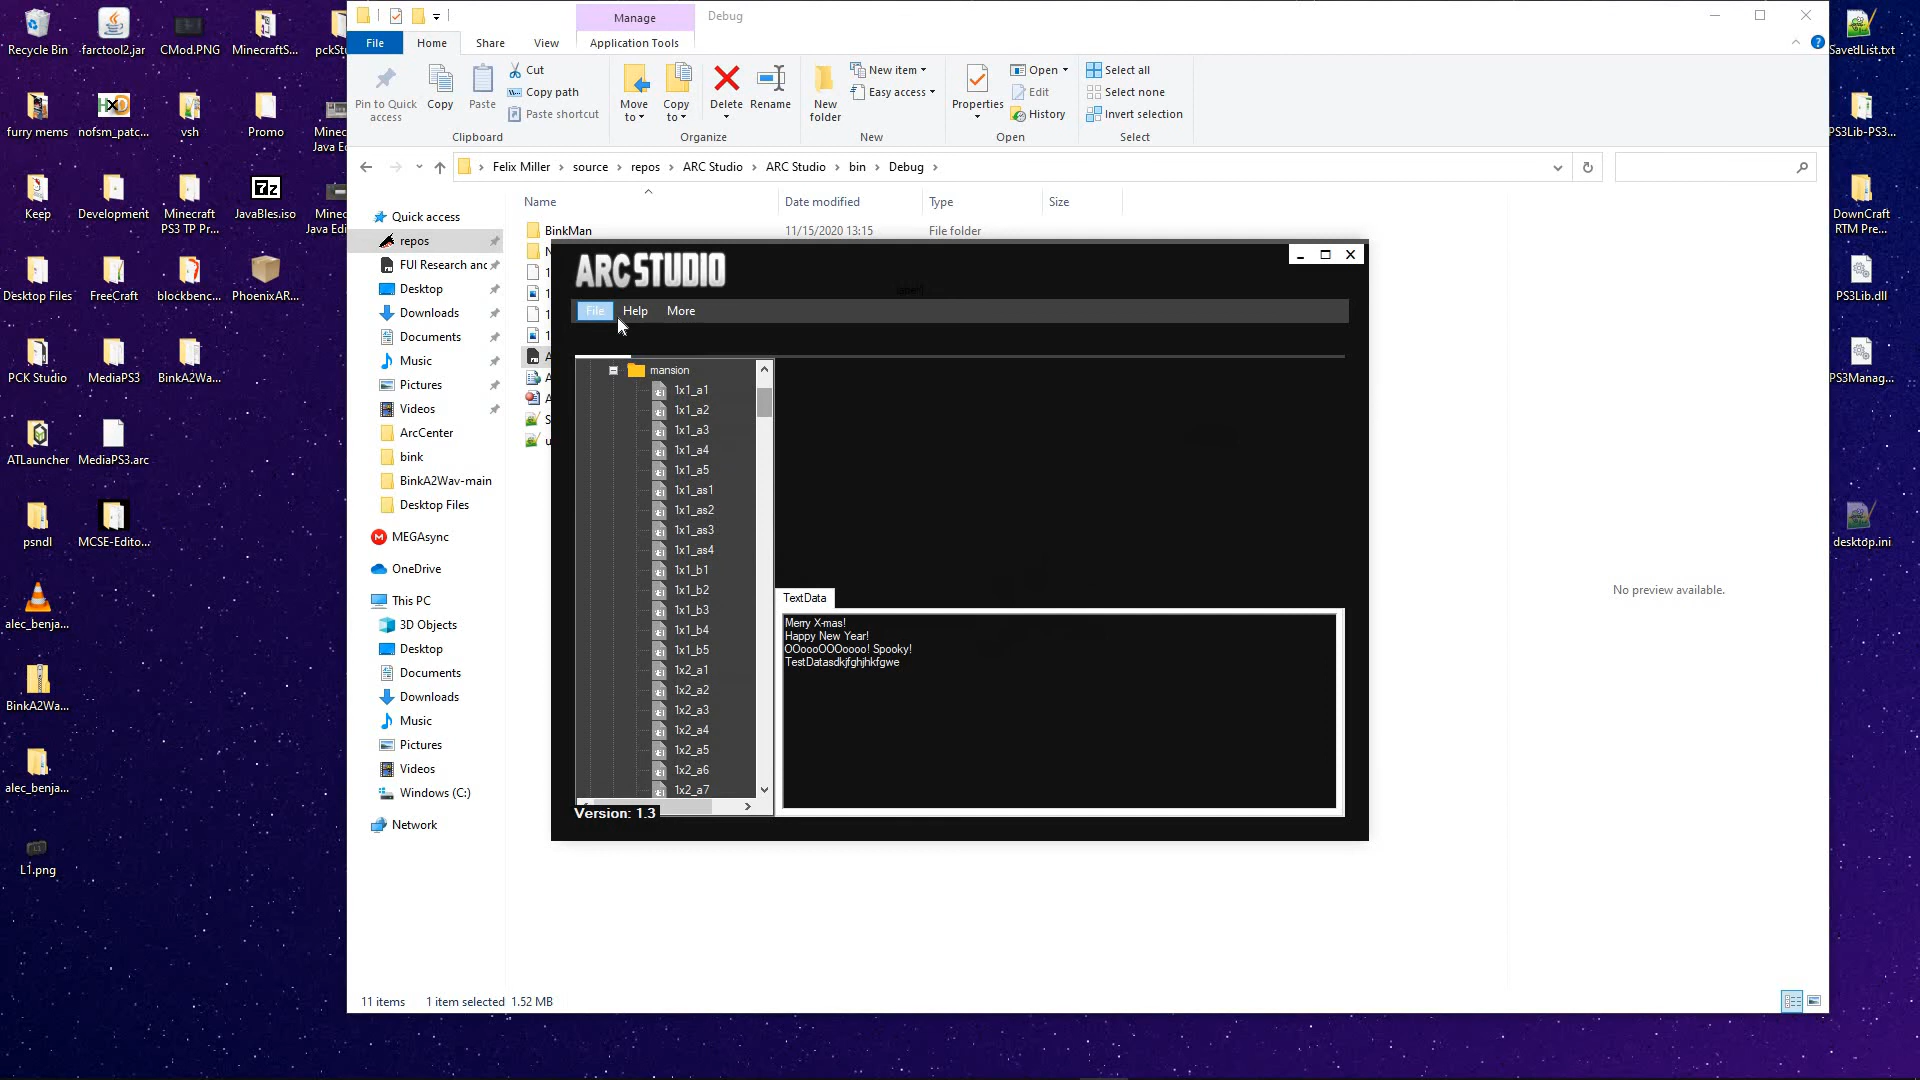 Recycle Bin
farctool2.jar
CMod.PNG
MinecraftS...
furry mems
nofsm_patc...
vsh
Promo
Keep
Development
Minecraft
PS3 TP Pr...
JavaBles.iso
Desktop Files
FreeCraft
blockbenc...
PhoenixAR...
PCK Studio
MediaPS3
BinkA2Wa...
ATLauncher
MediaPS3.arc
psndl
MCSE-Edito...
alec_benja...
BinkA2Wa...
alec_benja...
L1.png
Manage
Debug
File
Home
Share
View
Application Tools
Pin to Quick
access
Copy
Paste
Cut
Copy path
Paste shortcut
Clipboard
Move
to
Copy
to
Delete
Rename
Organize
New
folder
New item
Easy access
New
Properties
Open
Edit
History
Open
Select all
Select none
Invert selection
Select
Felix Miller
source
repos
ARC Studio
ARC Studio
bin
Debug
Name
Date modified
Type
Size
BinkMan
11/15/2020 13:15
File folder
Quick access
repos
FUI Research and
Desktop
Downloads
Documents
Music
Pictures
Videos
ArcCenter
bink
BinkA2Wav-main
Desktop Files
MEGAsync
OneDrive
This PC
3D Objects
Desktop
Documents
Downloads
Music
Pictures
Videos
Windows (C:)
Network
ARC STUDIO
File
Help
More
mansion
1x1_a1
1x1_a2
1x1_a3
1x1_a4
1x1_a5
1x1_as1
1x1_as2
1x1_as3
1x1_as4
1x1_b1
1x1_b2
1x1_b3
1x1_b4
1x1_b5
1x2_a1
1x2_a2
1x2_a3
1x2_a4
1x2_a5
1x2_a6
1x2_a7
Version: 1.3
TextData
Merry X-mas!
Happy New Year!
OOoooOOOoooo! Spooky!
TestDatasdkjfghjhkfgwe
No preview available.
11 items
1 item selected
1.52 MB
SavedList.txt
PS3Lib-PS3...
DownCraft
RTM Pre...
PS3Lib.dll
PS3Manag...
desktop.ini